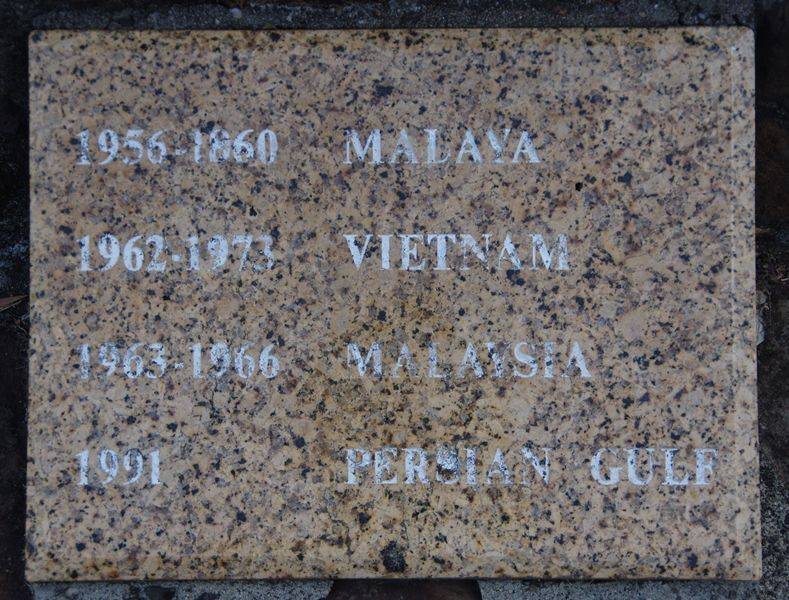 1956-1860 MALAYA
1962-1973 VIETNAM
1963-1966 MALAYSIA
1991 PERSIAN GULF